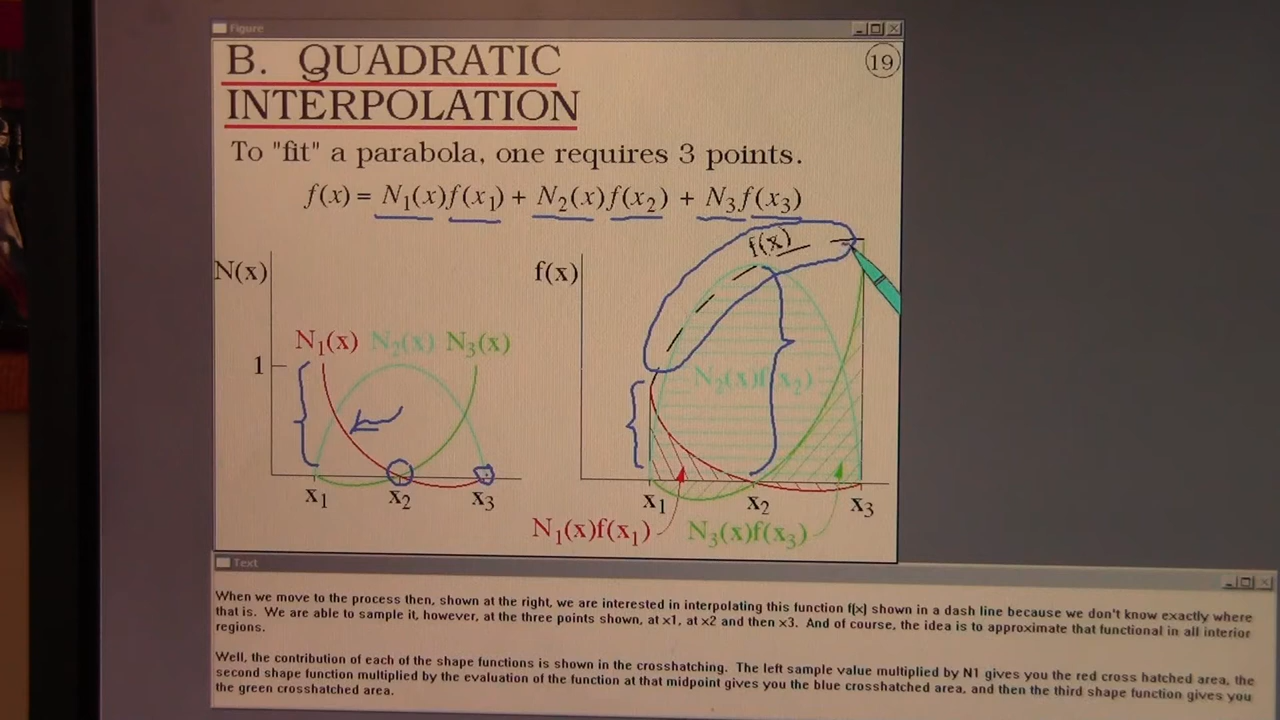 Figure
B. QUADRATIC
19
INTERPOLATION
To "fit" a parabola, one requires 3 points.
f(x) = N₁(x)f(x₁) + N₂(x)f(x₂) + N₃f(x₃)
N(x)
N₁(x) N₂(x) N₃(x)
1
x₁ x₂ x₃
f(x)
f(x)
N₂(x)f(x₂)
x₁ x₂ x₃
N₁(x)f(x₁) N₃(x)f(x₃)
Text
When we move to the process then, shown at the right, we are interested in interpolating this function f(x) shown in a dash line because we don't know exactly where
that is. We are able to sample it, however, at the three points shown, at x1, at x2 and then x3. And of course, the idea is to approximate that functional in all interior
regions.
Well, the contribution of each of the shape functions is shown in the crosshatching. The left sample value multiplied by N1 gives you the red cross hatched area, the
second shape function multiplied by the evaluation of the function at that midpoint gives you the blue crosshatched area, and then the third shape function gives you
the green crosshatched area.